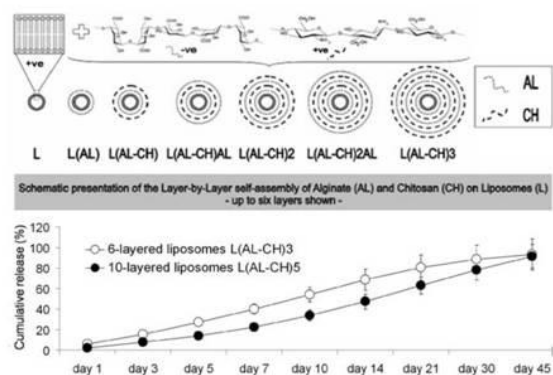 +ve
-ve
+ve
AL
CH
L
L(AL)
L(AL-CH)
L(AL-CH)AL
L(AL-CH)2
L(AL-CH)2AL
L(AL-CH)3
Schematic presentation of the Layer-by-Layer self-assembly of Alginate (AL) and Chitosan (CH) on Liposomes (L)
- up to six layers shown -
Cumulative release (%)
120
100
80
60
40
20
0
6-layered liposomes L(AL-CH)3
10-layered liposomes L(AL-CH)5
day 1
day 3
day 5
day 7
day 10
day 14
day 21
day 30
day 45